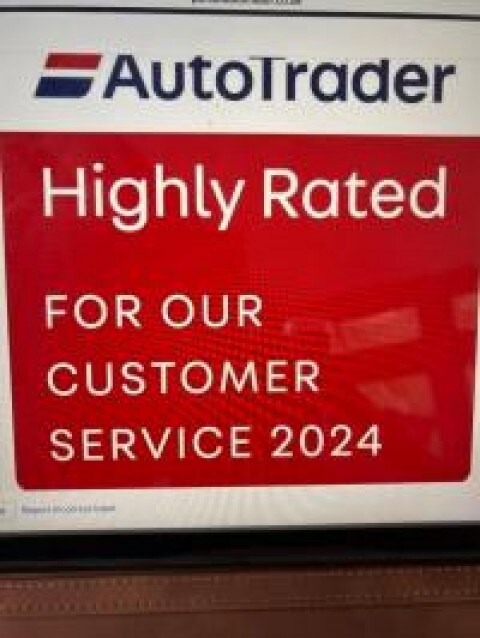 AutoTrader
Highly Rated
FOR OUR
CUSTOMER
SERVICE 2024